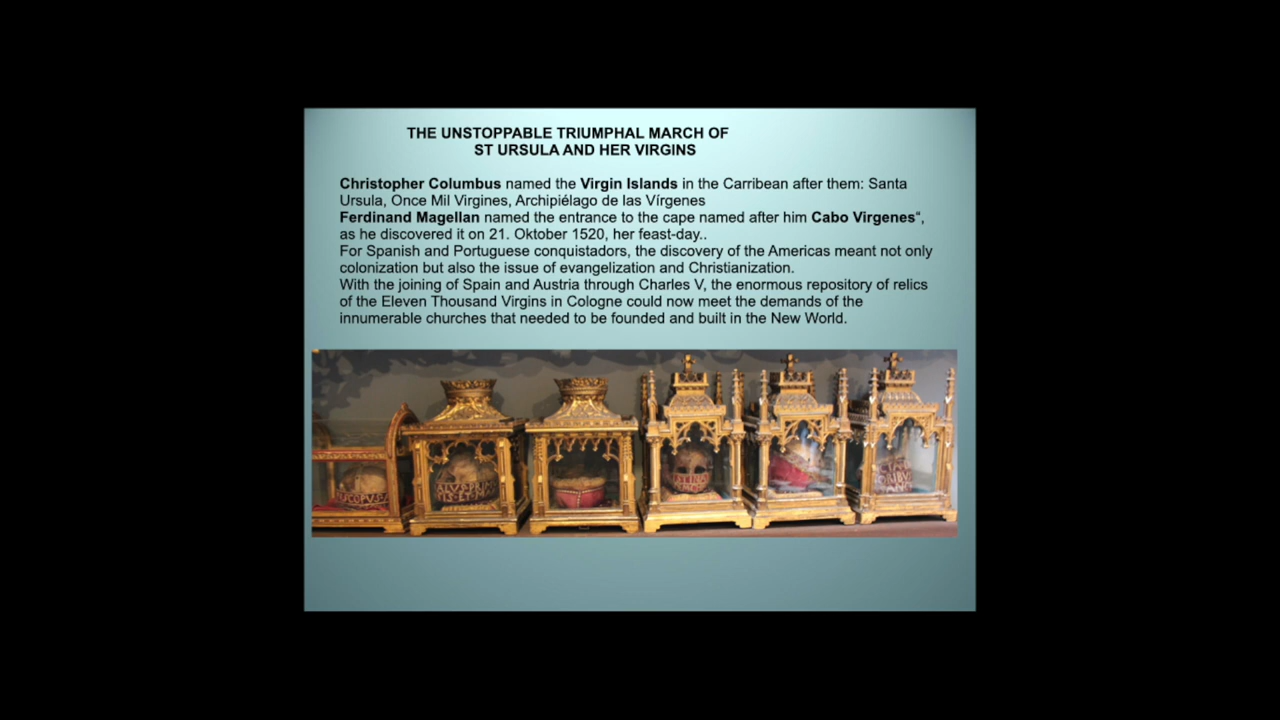 THE UNSTOPPABLE TRIUMPHAL MARCH OF
ST URSULA AND HER VIRGINS
Christopher Columbus named the Virgin Islands in the Carribean after them: Santa
Ursula, Once Mil Virgines, Archipiélago de las Vírgenes
Ferdinand Magellan named the entrance to the cape named after him Cabo Virgenes“,
as he discovered it on 21. Oktober 1520, her feast-day..
For Spanish and Portuguese conquistadors, the discovery of the Americas meant not only
colonization but also the issue of evangelization and Christianization.
With the joining of Spain and Austria through Charles V, the enormous repository of relics
of the Eleven Thousand Virgins in Cologne could now meet the demands of the
innumerable churches that needed to be founded and built in the New World.